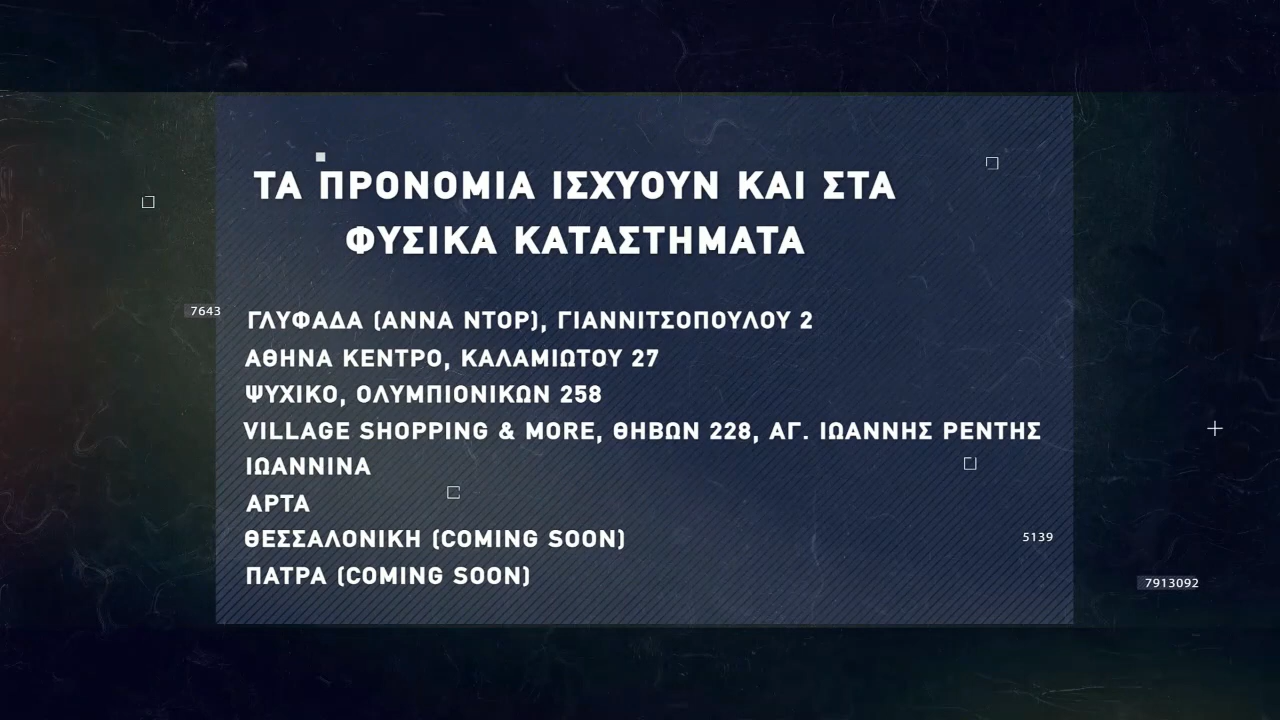 ΤΑ ΠΡΟΝΟΜΙΑ ΙΣΧΥΟΥΝ ΚΑΙ ΣΤΑ
ΦΥΣΙΚΑ ΚΑΤΑΣΤΗΜΑΤΑ
7643
ΓΛΥΦΑΔΑ (ΑΝΝΑ ΝΤΟΡ), ΓΙΑΝΝΙΤΣΟΠΟΥΛΟΥ 2
ΑΘΗΝΑ ΚΕΝΤΡΟ, ΚΑΛΑΜΙΩΤΟΥ 27
ΨΥΧΙΚΟ, ΟΛΥΜΠΙΟΝΙΚΩΝ 258
VILLAGE SHOPPING & MORE, ΘΗΒΩΝ 228, ΑΓ. ΙΩΑΝΝΗΣ ΡΕΝΤΗΣ
ΙΩΑΝΝΙΝΑ
ΑΡΤΑ
ΘΕΣΣΑΛΟΝΙΚΗ (COMING SOON)
5139
ΠΑΤΡΑ (COMING SOON)
7913092